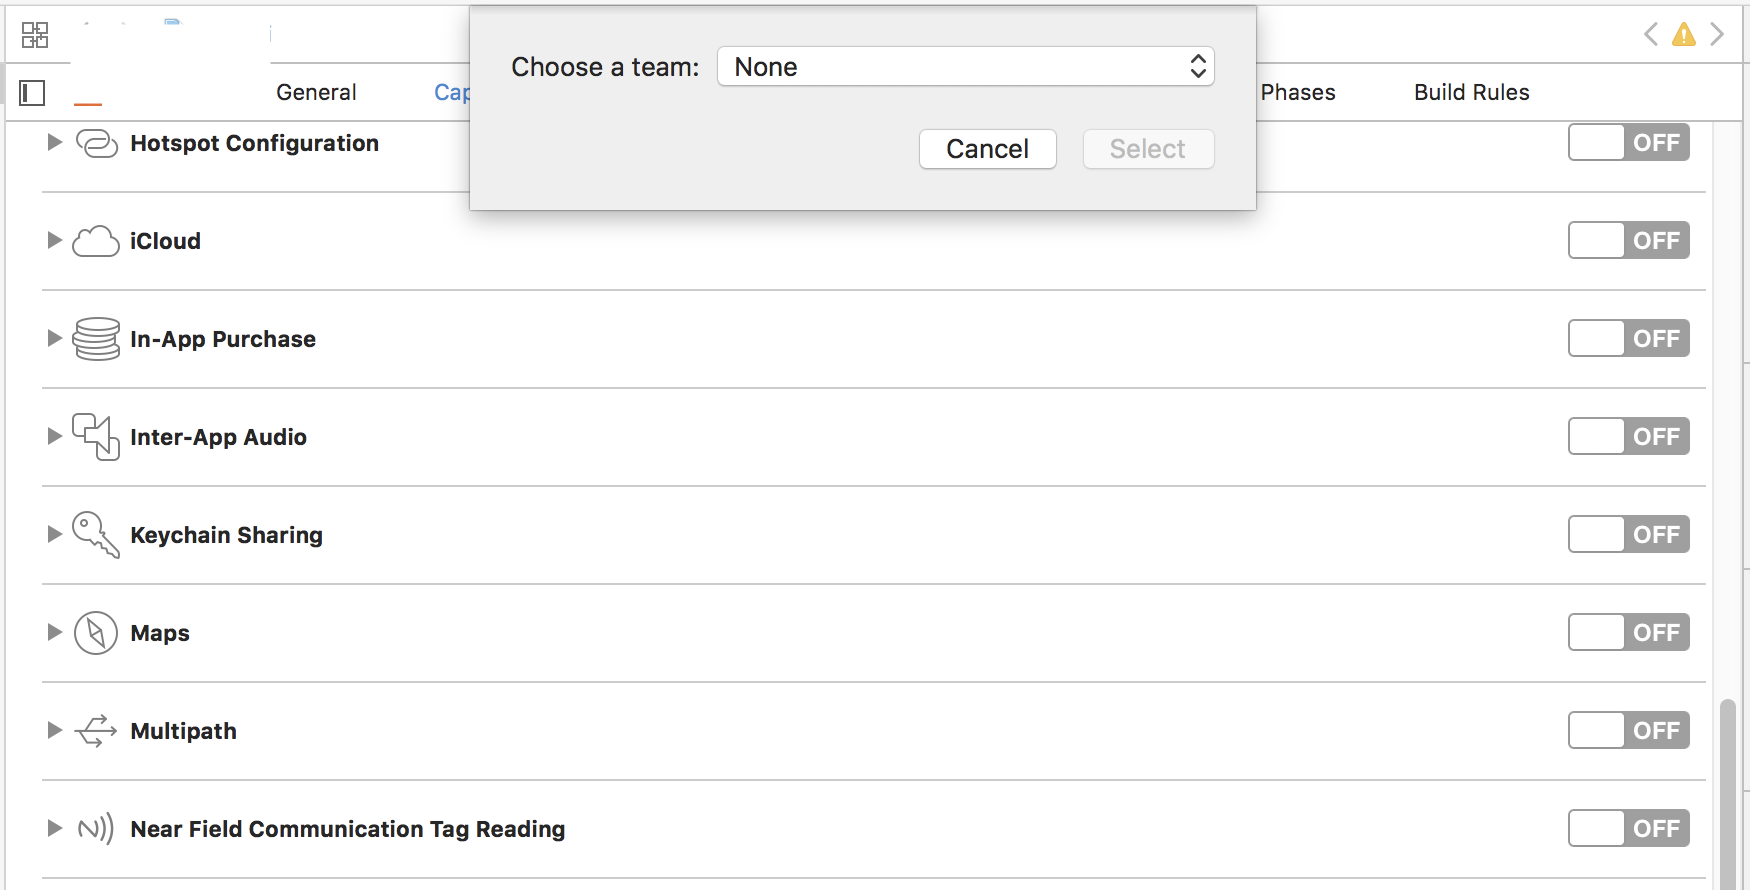 Choose a team: None
General Cap Phases Build Rules
Cancel Select
Hotspot Configuration OFF
iCloud OFF
In-App Purchase OFF
Inter-App Audio OFF
Keychain Sharing OFF
Maps OFF
Multipath OFF
Near Field Communication Tag Reading OFF